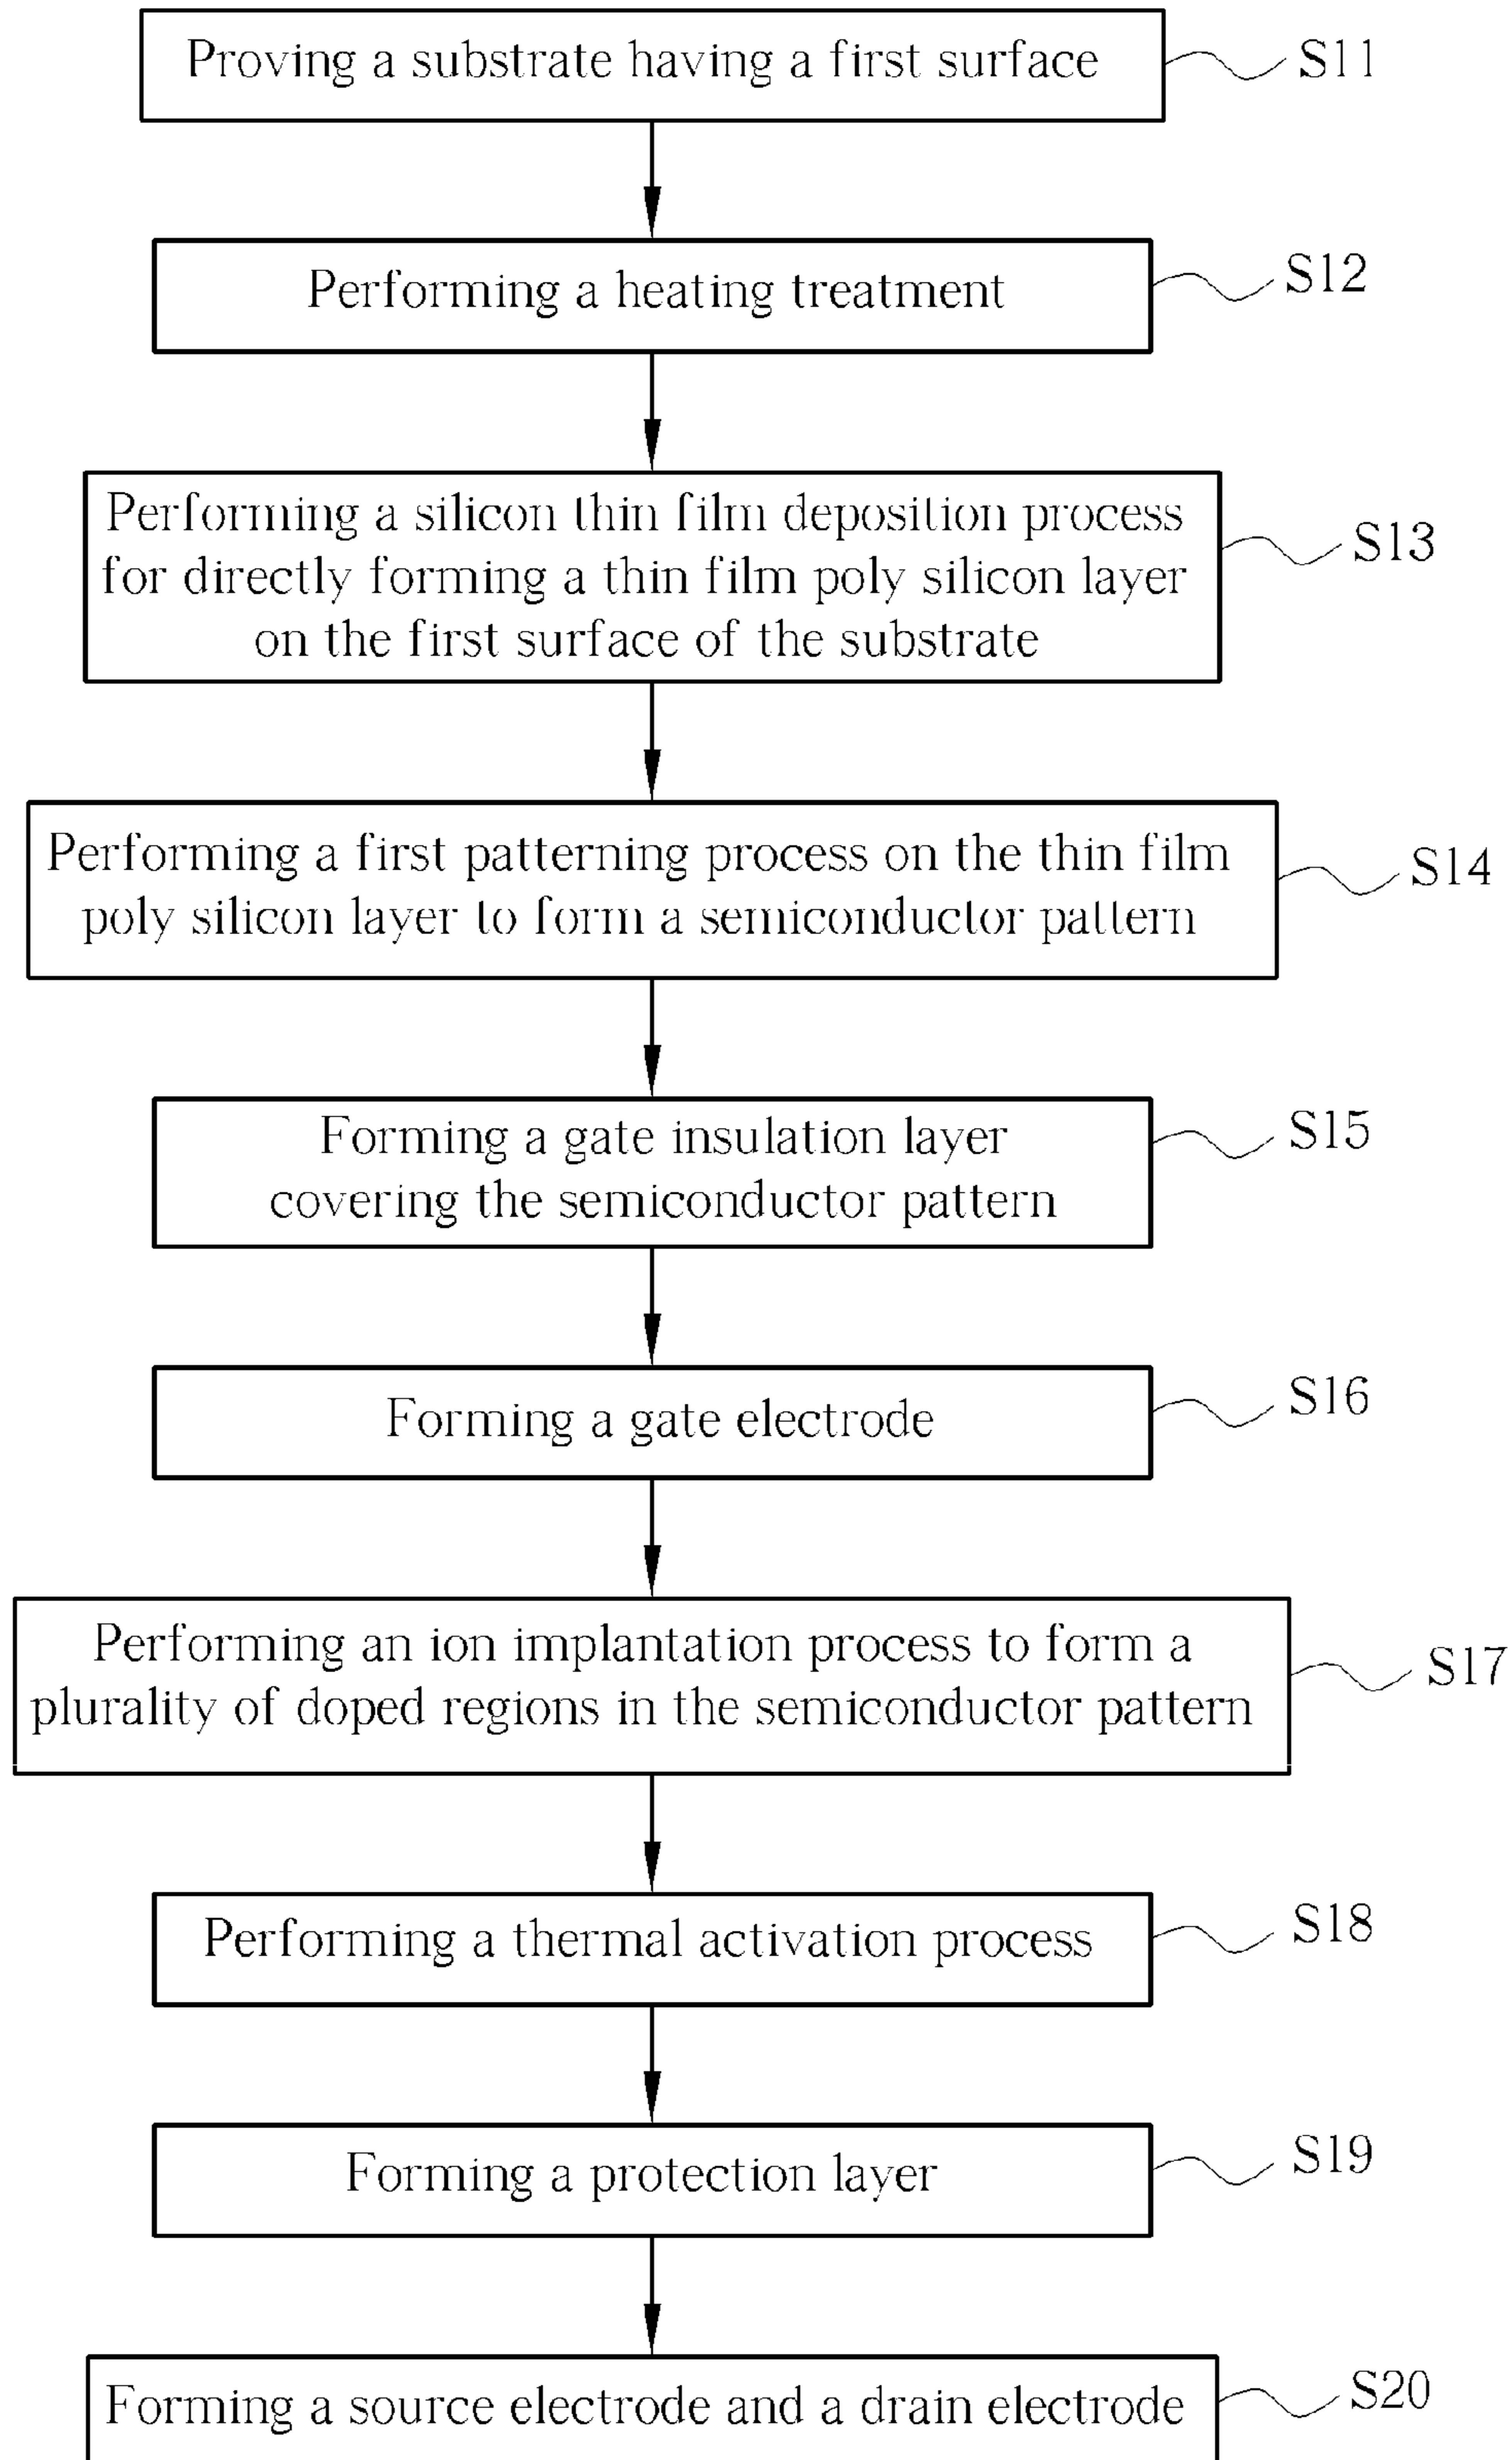 Proving a substrate having a first surface
S11
Performing a heating treatment
S12
Performing a silicon thin film deposition process
for directly forming a thin film poly silicon layer
on the first surface of the substrate
S13
Performing a first patterning process on the thin film
poly silicon layer to form a semiconductor pattern
S14
Forming a gate insulation layer
covering the semiconductor pattern
S15
Forming a gate electrode
S16
Performing an ion implantation process to form a
plurality of doped regions in the semiconductor pattern
S17
Performing a thermal activation process
S18
Forming a protection layer
S19
Forming a source electrode and a drain electrode
S20